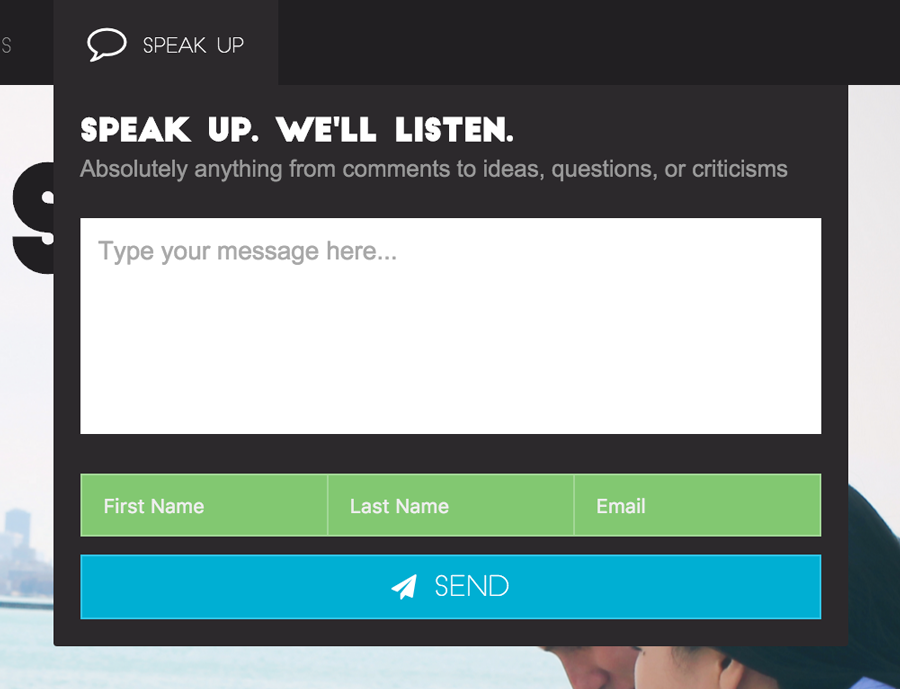 S
SPEAK UP
SPEAK UP. WE'LL LISTEN.
Absolutely anything from comments to ideas, questions, or criticisms
S
Type your message here...
First Name Last Name Email
SEND